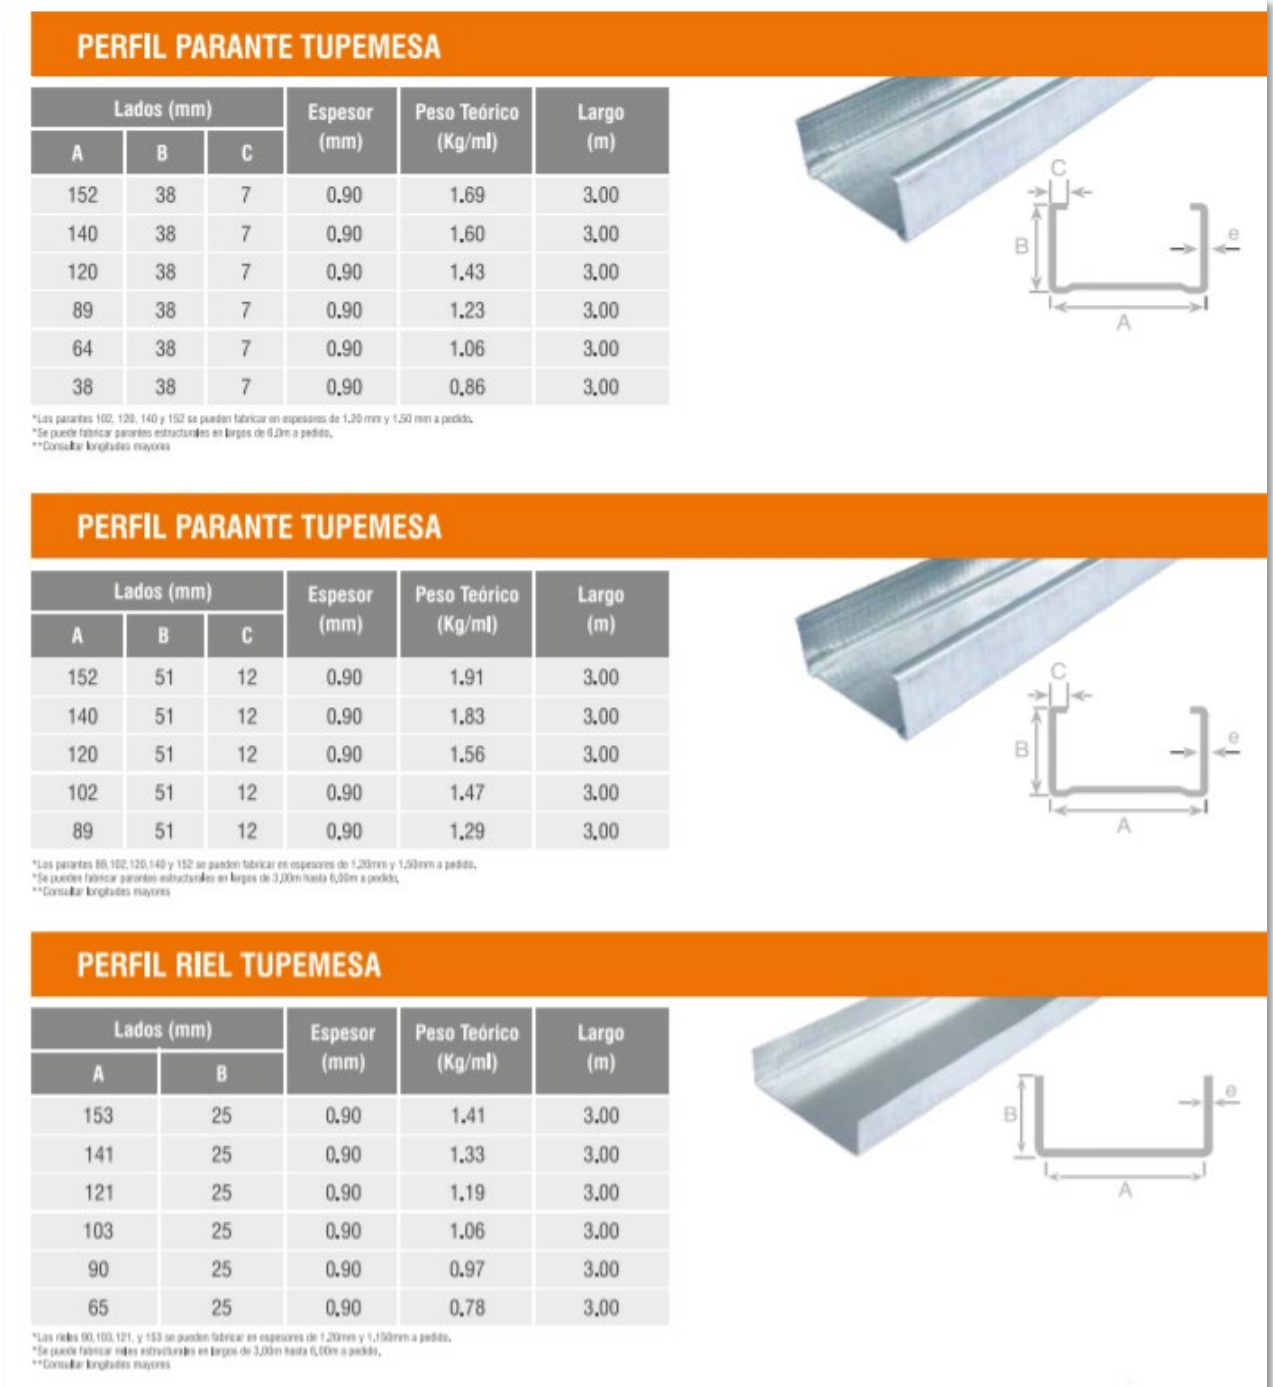 PERFIL PARANTE TUPEMESA
Lados (mm) Espesor (mm) Peso Teórico (Kg/ml) Largo (m)
A B C
152 38 7 0.90 1.69 3.00
140 38 7 0.90 1.60 3.00
120 38 7 0.90 1.43 3.00
89 38 7 0.90 1.23 3.00
64 38 7 0.90 1.06 3.00
38 38 7 0.90 0.86 3.00
C
B
e
A
*Los parantes 102, 120, 140 y 152 se pueden fabricar en espesores de 1.20 mm y 1.50 mm a pedido.
*Se puede fabricar parantes estructurales en largos de 6.0m a pedido.
**Consultar longitudes mayores
PERFIL PARANTE TUPEMESA
Lados (mm) Espesor (mm) Peso Teórico (Kg/ml) Largo (m)
A B C
152 51 12 0.90 1.91 3.00
140 51 12 0.90 1.83 3.00
120 51 12 0.90 1.56 3.00
102 51 12 0.90 1.47 3.00
89 51 12 0.90 1.29 3.00
C
B
e
A
*Los parantes 89,102,120,140 y 152 se pueden fabricar en espesores de 1,20mm y 1,50mm a pedido.
*Se pueden fabricar parantes estructurales en largos de 3,00m hasta 6,00m a pedido.
**Consultar longitudes mayores
PERFIL RIEL TUPEMESA
Lados (mm) Espesor (mm) Peso Teórico (Kg/ml) Largo (m)
A B
153 25 0.90 1.41 3.00
141 25 0.90 1.33 3.00
121 25 0.90 1.19 3.00
103 25 0.90 1.06 3.00
90 25 0.90 0.97 3.00
65 25 0.90 0.78 3.00
B
e
A
*Los rieles 90,103,121, y 153 se pueden fabricar en espesores de 1,20mm y 1,150mm a pedido.
*Se puede fabricar rieles estructurales en largos de 3,00m hasta 6,00m a pedido.
**Consultar longitudes mayores